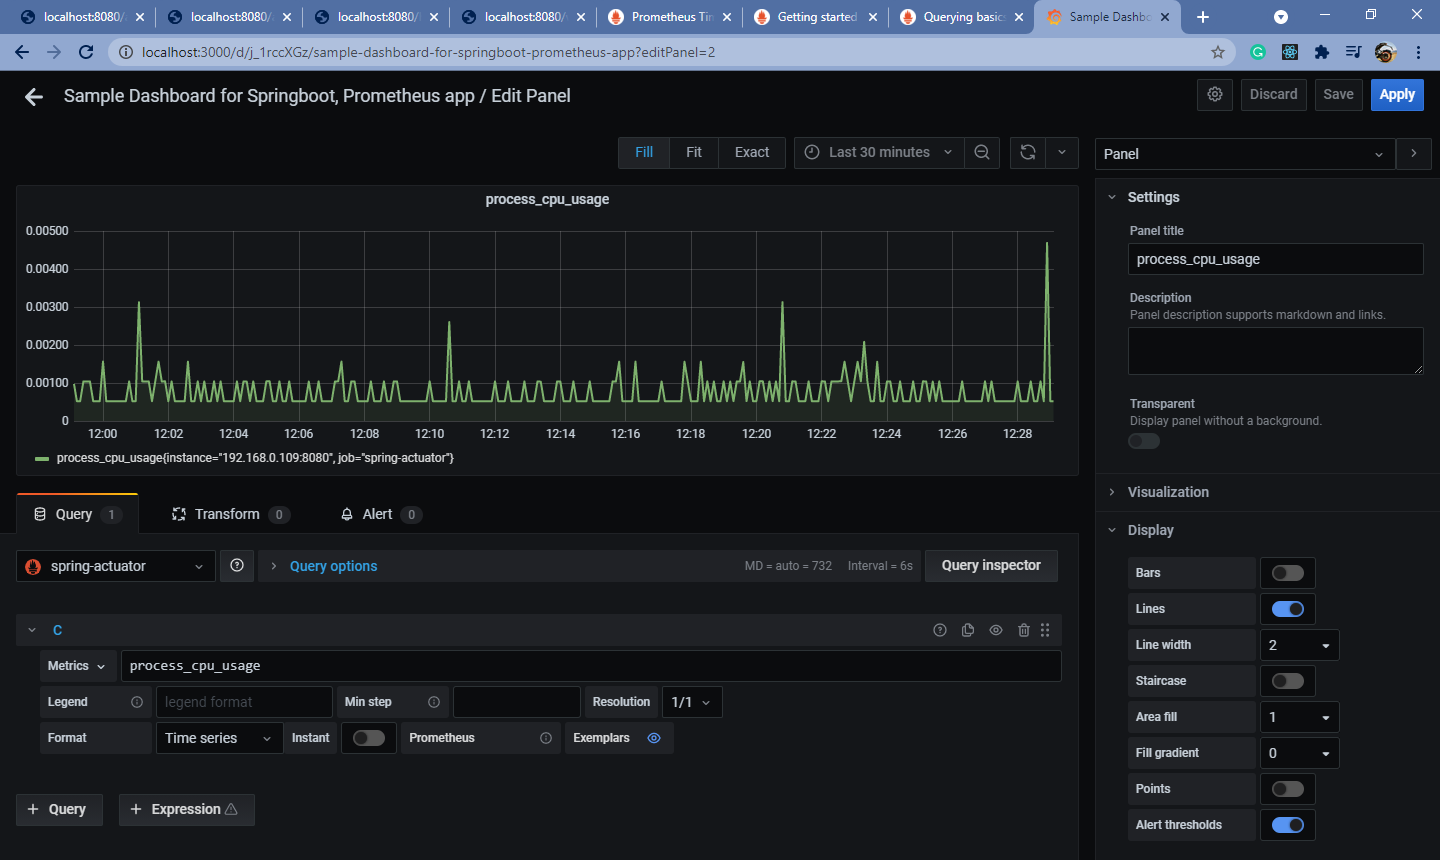 localhost:8080/
localhost:8080/
localhost:8080/
localhost:8080/
Prometheus Tim
Getting started
Querying basics
Sample Dashbo
localhost:3000/d/j_1rccXGz/sample-dashboard-for-springboot-prometheus-app?editPanel=2
Sample Dashboard for Springboot, Prometheus app / Edit Panel
Discard
Save
Apply
Fill
Fit
Exact
Last 30 minutes
Panel
process_cpu_usage
0.00500
0.00400
0.00300
0.00200
0.00100
0
12:00 12:02 12:04 12:06 12:08 12:10 12:12 12:14 12:16 12:18 12:20 12:22 12:24 12:26 12:28
process_cpu_usage{instance="192.168.0.109:8080", job="spring-actuator"}
Settings
Panel title
process_cpu_usage
Description
Panel description supports markdown and links.
Transparent
Display panel without a background.
Visualization
Display
Bars
Lines
Line width 2
Staircase
Area fill 1
Fill gradient 0
Points
Alert thresholds
Query 1
Transform 0
Alert 0
spring-actuator
Query options
MD = auto = 732
Interval = 6s
Query inspector
C
Metrics
process_cpu_usage
Legend
legend format
Min step
Resolution
1/1
Format
Time series
Instant
Prometheus
Exemplars
+ Query
+ Expression